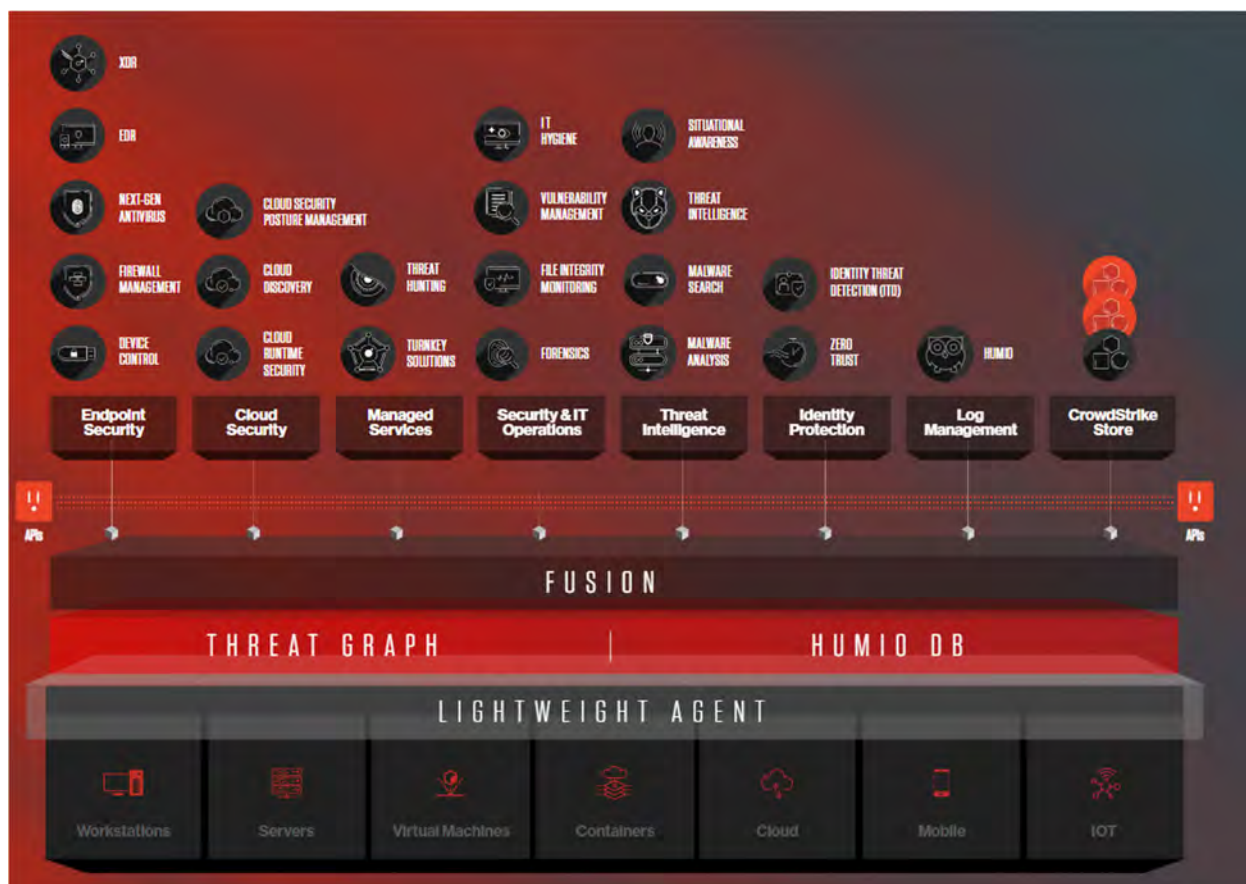 XDR
EDR
NEXT-GEN
ANTIVIRUS
FIREWALL
MANAGEMENT
DEVICE
CONTROL
CLOUD SECURITY
POSTURE MANAGEMENT
CLOUD
DISCOVERY
CLOUD
RUNTIME
SECURITY
THREAT
HUNTING
TURNKEY
SOLUTIONS
IT
HYGIENE
VULNERABILITY
MANAGEMENT
FILE INTEGRITY
MONITORING
FORENSICS
SITUATIONAL
AWARENESS
THREAT
INTELLIGENCE
MALWARE
SEARCH
MALWARE
ANALYSIS
IDENTITY THREAT
DETECTION (ITD)
ZERO
TRUST
HUMIO
Endpoint
Security
Cloud
Security
Managed
Services
Security & IT
Operations
Threat
Intelligence
Identity
Protection
Log
Management
CrowdStrike
Store
APIs
APIs
FUSION
THREAT GRAPH
HUMIO DB
LIGHTWEIGHT AGENT
Workstations
Servers
Virtual Machines
Containers
Cloud
Mobile
IOT